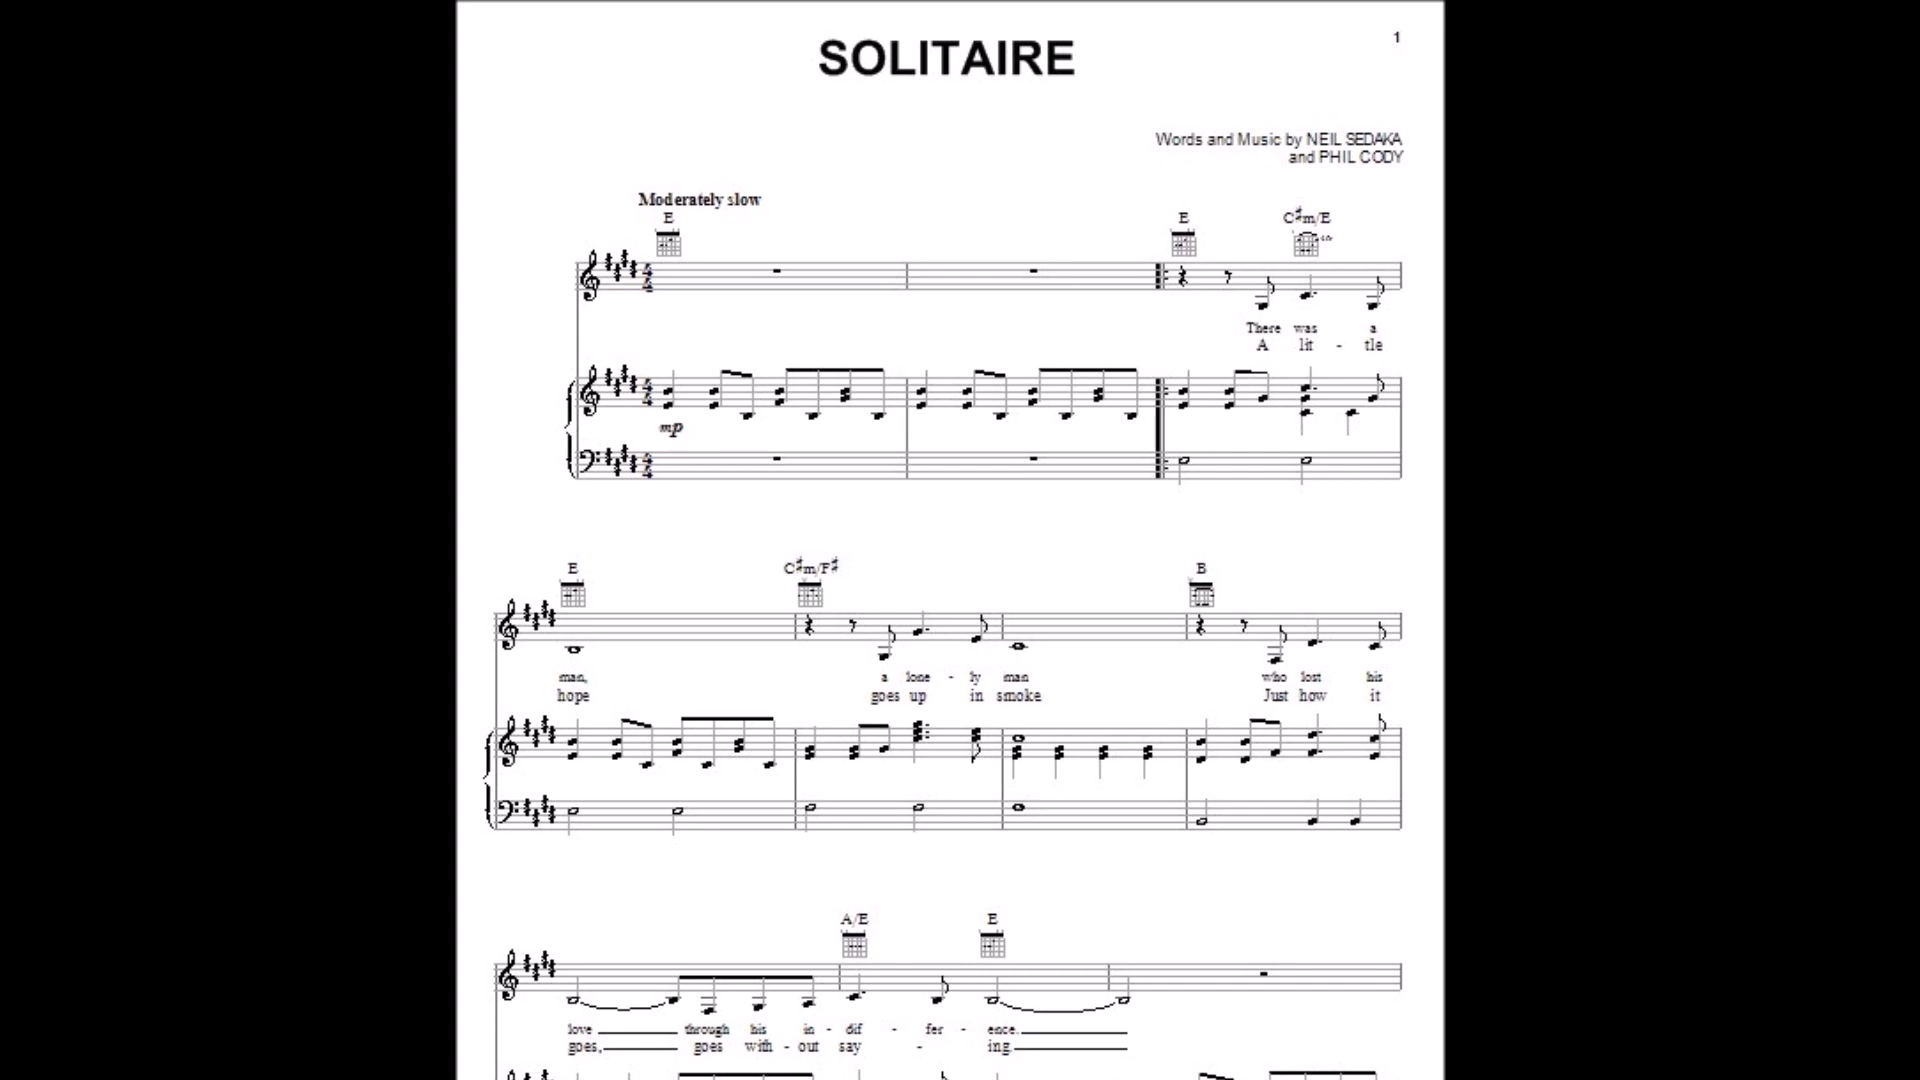 1
SOLITAIRE
Words and Music by NEIL SEDAKA
and PHIL CODY
Moderately slow
E E C♯m/E
There was a
A lit - tle
mp
E C♯m/F♯ B
man, a lone - ly man who lost his
hope goes up in smoke Just how it
A/E E
love through his in - dif - fer - ence.
goes, goes with - out say - ing.